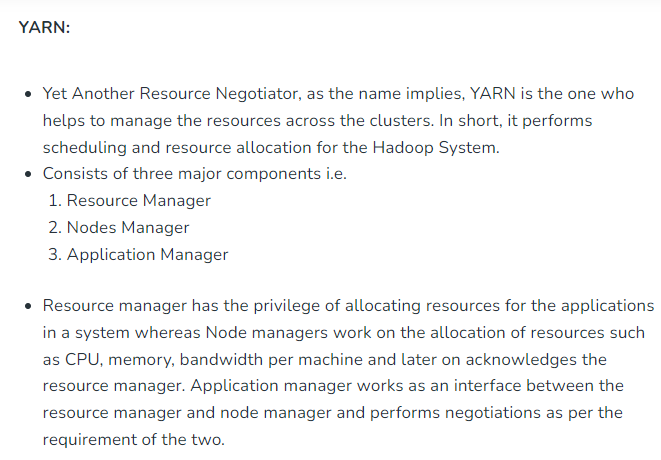 YARN:
• Yet Another Resource Negotiator, as the name implies, YARN is the one who
helps to manage the resources across the clusters. In short, it performs
scheduling and resource allocation for the Hadoop System.
• Consists of three major components i.e.
1. Resource Manager
2. Nodes Manager
3. Application Manager
• Resource manager has the privilege of allocating resources for the applications
in a system whereas Node managers work on the allocation of resources such
as CPU, memory, bandwidth per machine and later on acknowledges the
resource manager. Application manager works as an interface between the
resource manager and node manager and performs negotiations as per the
requirement of the two.